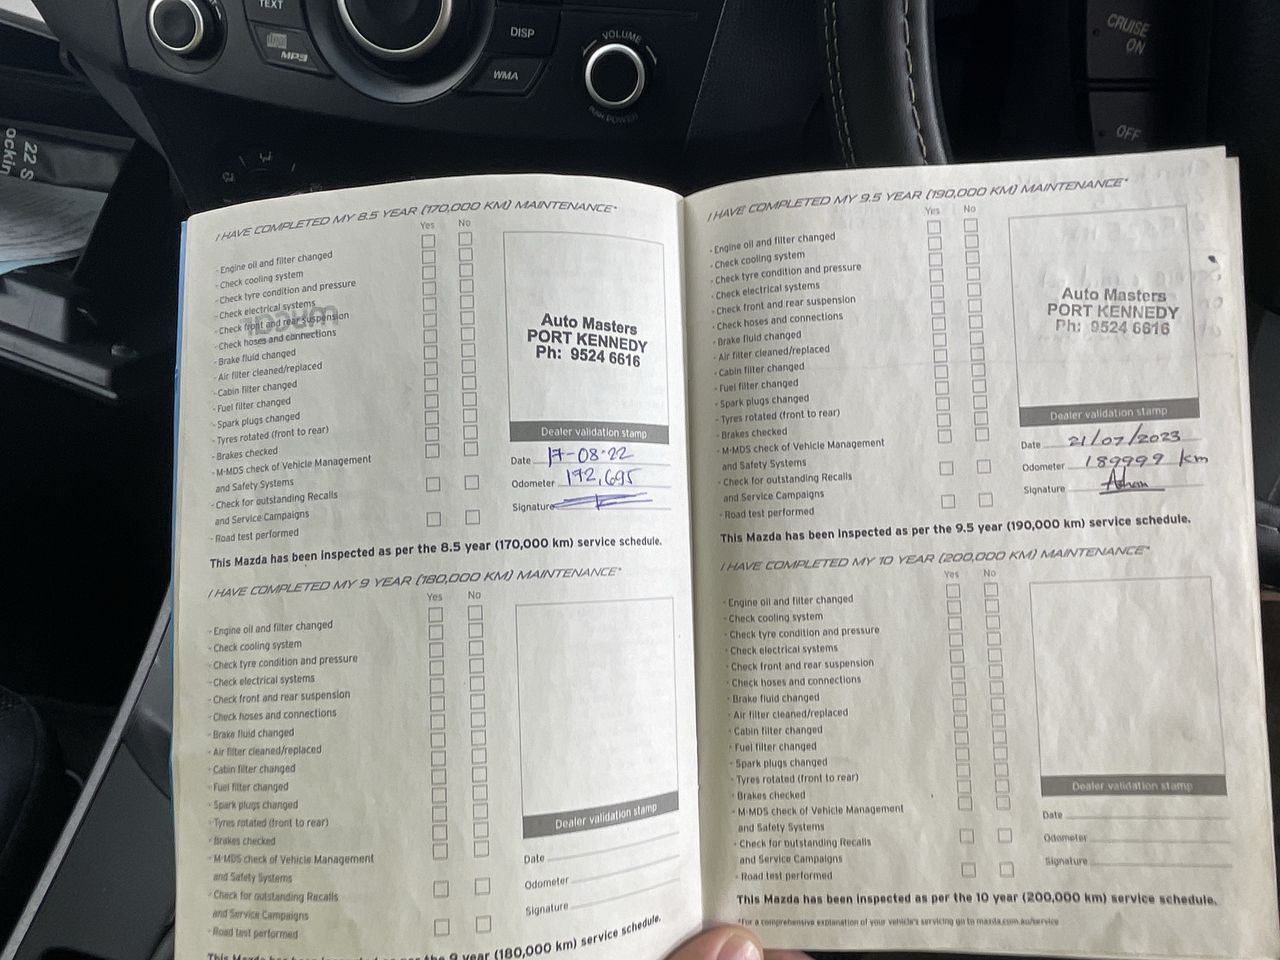 TEXT
MP3
DISP
WMA
VOLUME
PUSH POWER
CRUISE
ON
OFF
22 S
ockin
I HAVE COMPLETED MY 8.5 YEAR (170,000 KM) MAINTENANCE*
Yes No
- Engine oil and filter changed
- Check cooling system
- Check tyre condition and pressure
- Check electrical systems
- Check front and rear suspension
- Check hoses and connections
- Brake fluid changed
- Air filter cleaned/replaced
- Cabin filter changed
- Fuel filter changed
- Spark plugs changed
- Tyres rotated (front to rear)
- Brakes checked
- M-MDS check of Vehicle Management
and Safety Systems
- Check for outstanding Recalls
and Service Campaigns
- Road test performed
Auto Masters
PORT KENNEDY
Ph: 9524 6616
Dealer validation stamp
Date 17-08-22
Odometer 172,695
Signature
This Mazda has been inspected as per the 8.5 year (170,000 km) service schedule.
I HAVE COMPLETED MY 9 YEAR (180,000 KM) MAINTENANCE*
Yes No
- Engine oil and filter changed
- Check cooling system
- Check tyre condition and pressure
- Check electrical systems
- Check front and rear suspension
- Check hoses and connections
- Brake fluid changed
- Air filter cleaned/replaced
- Cabin filter changed
- Fuel filter changed
- Spark plugs changed
- Tyres rotated (front to rear)
- Brakes checked
- M-MDS check of Vehicle Management
and Safety Systems
- Check for outstanding Recalls
and Service Campaigns
- Road test performed
Dealer validation stamp
Date
Odometer
Signature
This Mazda has been inspected as per the 9 year (180,000 km) service schedule.
I HAVE COMPLETED MY 9.5 YEAR (190,000 KM) MAINTENANCE*
Yes No
- Engine oil and filter changed
- Check cooling system
- Check tyre condition and pressure
- Check electrical systems
- Check front and rear suspension
- Check hoses and connections
- Brake fluid changed
- Air filter cleaned/replaced
- Cabin filter changed
- Fuel filter changed
- Spark plugs changed
- Tyres rotated (front to rear)
- Brakes checked
- M-MDS check of Vehicle Management
and Safety Systems
- Check for outstanding Recalls
and Service Campaigns
- Road test performed
Auto Masters
PORT KENNEDY
Ph: 9524 6616
Dealer validation stamp
Date 21/07/2023
Odometer 189999 km
Signature
This Mazda has been inspected as per the 9.5 year (190,000 km) service schedule.
I HAVE COMPLETED MY 10 YEAR (200,000 KM) MAINTENANCE*
Yes No
- Engine oil and filter changed
- Check cooling system
- Check tyre condition and pressure
- Check electrical systems
- Check front and rear suspension
- Check hoses and connections
- Brake fluid changed
- Air filter cleaned/replaced
- Cabin filter changed
- Fuel filter changed
- Spark plugs changed
- Tyres rotated (front to rear)
- Brakes checked
- M-MDS check of Vehicle Management
and Safety Systems
- Check for outstanding Recalls
and Service Campaigns
- Road test performed
Dealer validation stamp
Date
Odometer
Signature
This Mazda has been inspected as per the 10 year (200,000 km) service schedule.
*For a comprehensive explanation of your vehicle's servicing go to mazda.com.au/service